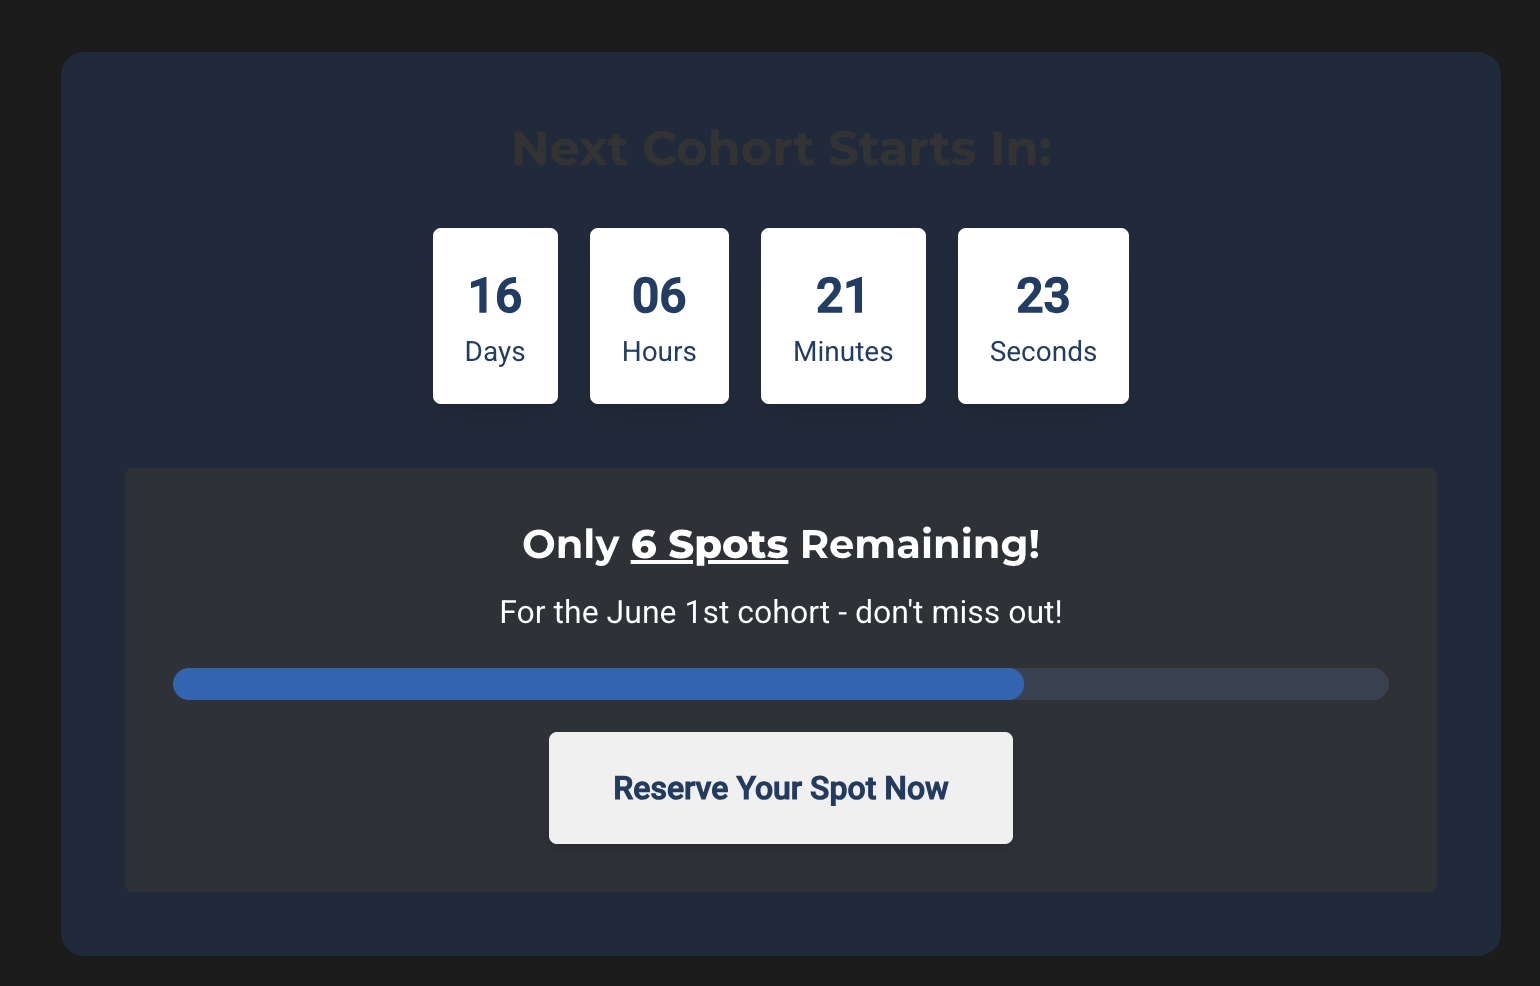 Next Cohort Starts In:
16
Days
06
Hours
21
Minutes
23
Seconds
Only 6 Spots Remaining!
For the June 1st cohort - don't miss out!
Reserve Your Spot Now